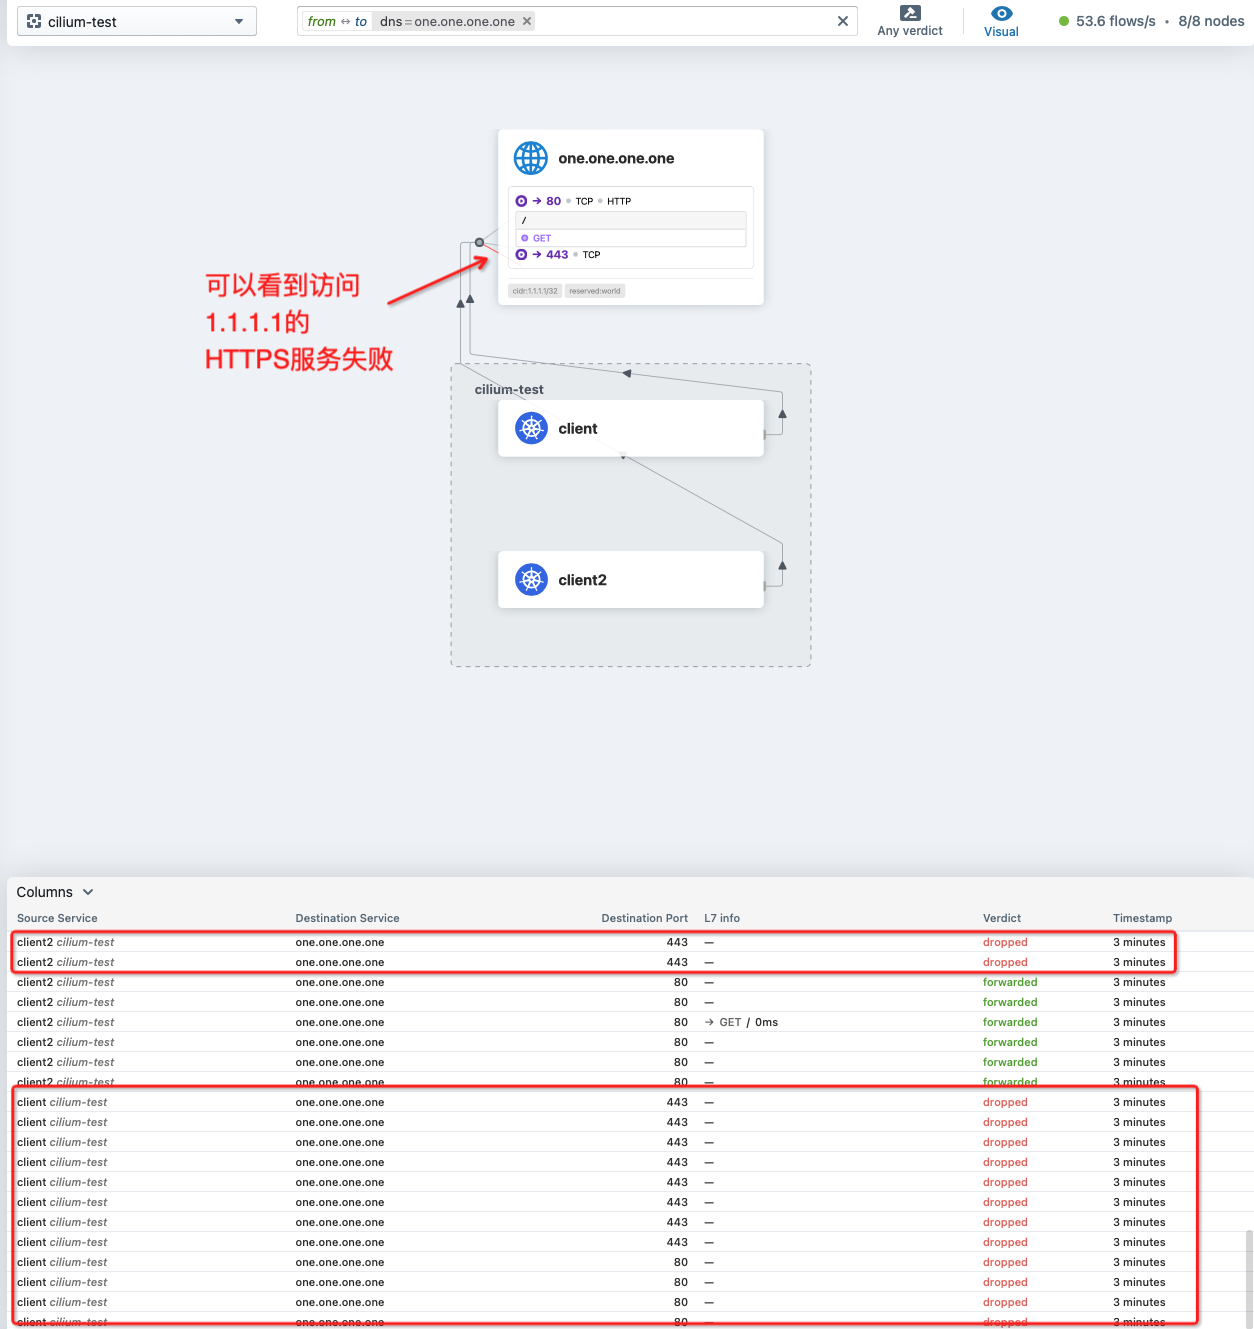 cilium-test
from ↔ to dns=one.one.one.one ✕
Any verdict
Visual
53.6 flows/s • 8/8 nodes
one.one.one.one
→ 80 • TCP • HTTP
/
GET
→ 443 • TCP
cidr:1.1.1.1/32 reserved:world
可以看到访问
1.1.1.1的
HTTPS服务失败
cilium-test
client
client2
Columns
Source Service Destination Service Destination Port L7 info Verdict Timestamp
client2 cilium-test one.one.one.one 443 — dropped 3 minutes
client2 cilium-test one.one.one.one 443 — dropped 3 minutes
client2 cilium-test one.one.one.one 80 — forwarded 3 minutes
client2 cilium-test one.one.one.one 80 — forwarded 3 minutes
client2 cilium-test one.one.one.one 80 → GET / 0ms forwarded 3 minutes
client2 cilium-test one.one.one.one 80 — forwarded 3 minutes
client2 cilium-test one.one.one.one 80 — forwarded 3 minutes
client2 cilium-test one.one.one.one 80 — forwarded 3 minutes
client cilium-test one.one.one.one 443 — dropped 3 minutes
client cilium-test one.one.one.one 443 — dropped 3 minutes
client cilium-test one.one.one.one 443 — dropped 3 minutes
client cilium-test one.one.one.one 443 — dropped 3 minutes
client cilium-test one.one.one.one 443 — dropped 3 minutes
client cilium-test one.one.one.one 443 — dropped 3 minutes
client cilium-test one.one.one.one 443 — dropped 3 minutes
client cilium-test one.one.one.one 443 — dropped 3 minutes
client cilium-test one.one.one.one 80 — dropped 3 minutes
client cilium-test one.one.one.one 80 — dropped 3 minutes
client cilium-test one.one.one.one 80 — dropped 3 minutes
client cilium-test one.one.one.one 80 — dropped 3 minutes